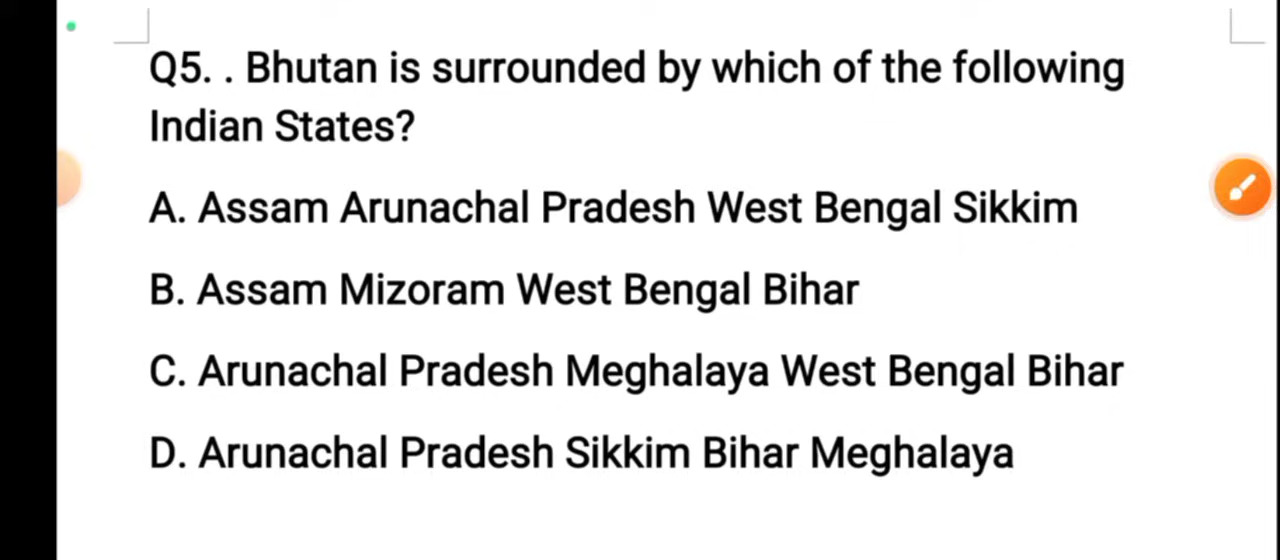 Q5. . Bhutan is surrounded by which of the following
Indian States?
A. Assam Arunachal Pradesh West Bengal Sikkim
B. Assam Mizoram West Bengal Bihar
C. Arunachal Pradesh Meghalaya West Bengal Bihar
D. Arunachal Pradesh Sikkim Bihar Meghalaya